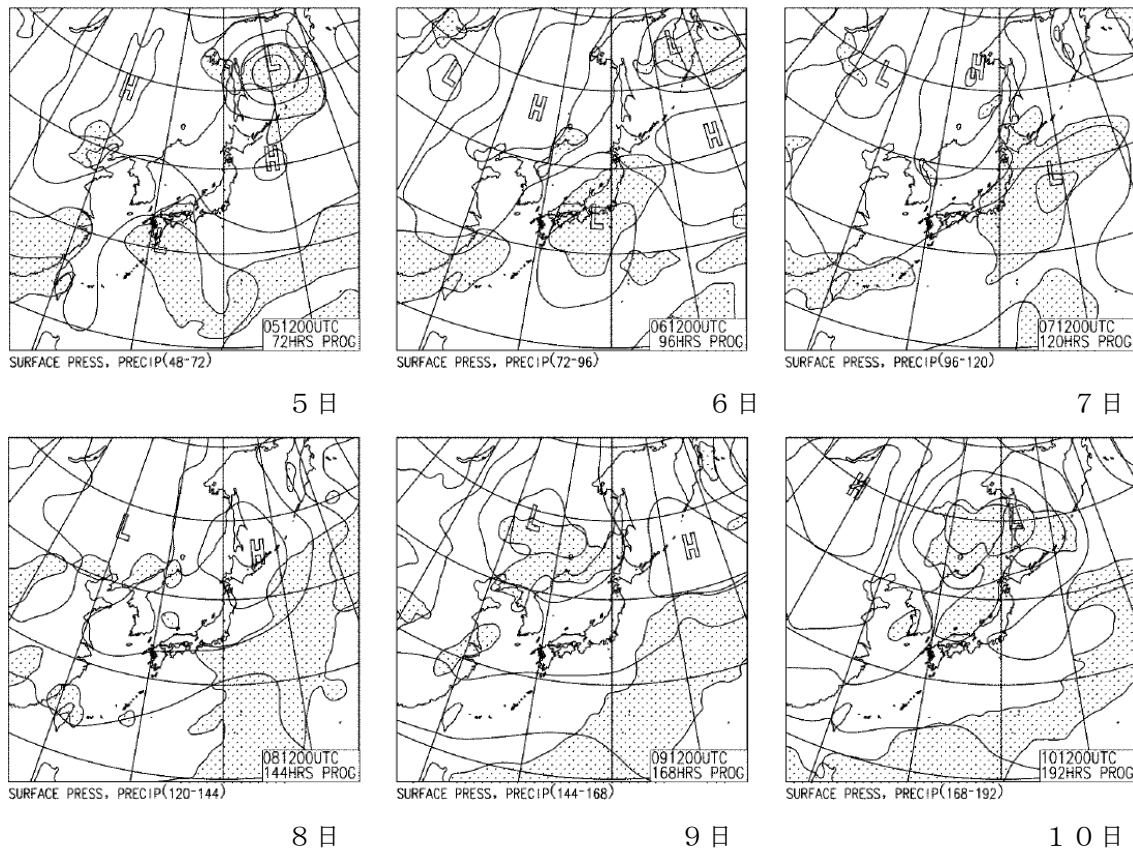 H
L
H
L
051200UTC
72HRS PROG
SURFACE PRESS, PRECIP(48-72)
5日
L
L
H
H
L
061200UTC
96HRS PROG
SURFACE PRESS, PRECIP(72-96)
6日
L
H
L
071200UTC
120HRS PROG
SURFACE PRESS, PRECIP(96-120)
7日
L
H
081200UTC
144HRS PROG
SURFACE PRESS, PRECIP(120-144)
8日
L
H
091200UTC
168HRS PROG
SURFACE PRESS, PRECIP(144-168)
9日
H
L
101200UTC
192HRS PROG
SURFACE PRESS, PRECIP(168-192)
10日